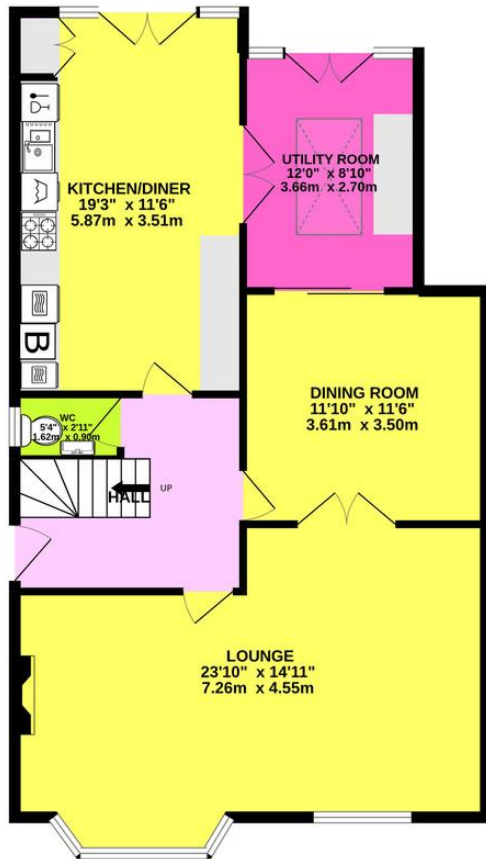 KITCHEN/DINER
19'3" x 11'6"
5.87m x 3.51m
UTILITY ROOM
12'0" x 8'10"
3.66m x 2.70m
B
DINING ROOM
11'10" x 11'6"
3.61m x 3.50m
WC
5'4" x 2'11"
1.62m x 0.90m
HALL
UP
LOUNGE
23'10" x 14'11"
7.26m x 4.55m